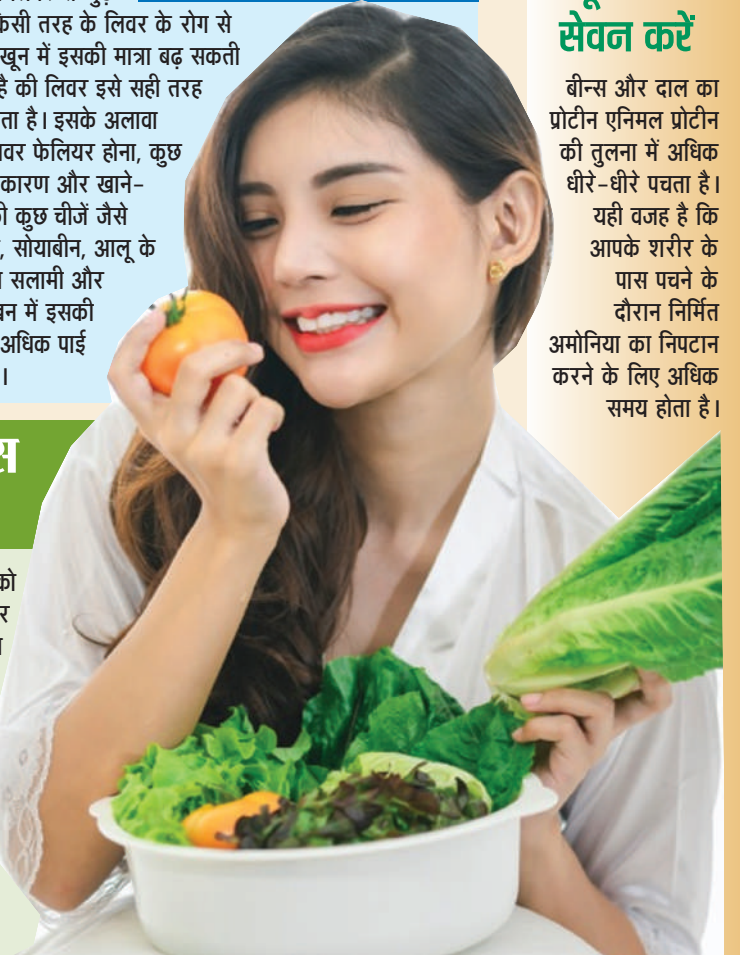 तरह के लिवर के रोग से
खून में इसकी मात्रा बढ़ सकती
है की लिवर इसे सही तरह
ता है। इसके अलावा
वर फेलियर होना, कुछ
कारण और खाने-
कुछ चीजें जैसे
, सोयाबीन, आलू के
सलामी और
में इसकी
अधिक पाई
।
स
को
र
सेवन करें
बीन्स और दाल का
प्रोटीन एनिमल प्रोटीन
की तुलना में अधिक
धीरे-धीरे पचता है।
यही वजह है कि
आपके शरीर के
पास पचने के
दौरान निर्मित
अमोनिया का निपटान
करने के लिए अधिक
समय होता है।